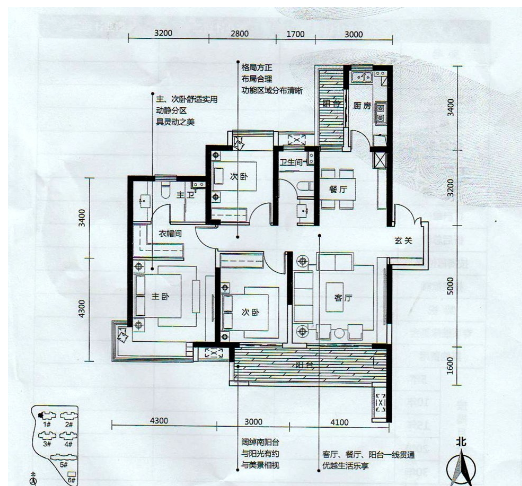 3200 2800 1700 3000
格局方正
布局合理
功能区域分布清晰
主、次卧舒适实用
动静分区
具灵动之美
阳台
厨房
3400
卫生间
次卧
餐厅
3200
主卫
3400
衣帽间
玄关
主卧
次卧
客厅
5000
4300
阳台
1600
4300 3000 4100
阔绰南阳台
与阳光有约
与美景相视
客厅、餐厅、阳台一线贯通
优越生活乐享
北
1# 2#
3# 4#
5#
6#
北